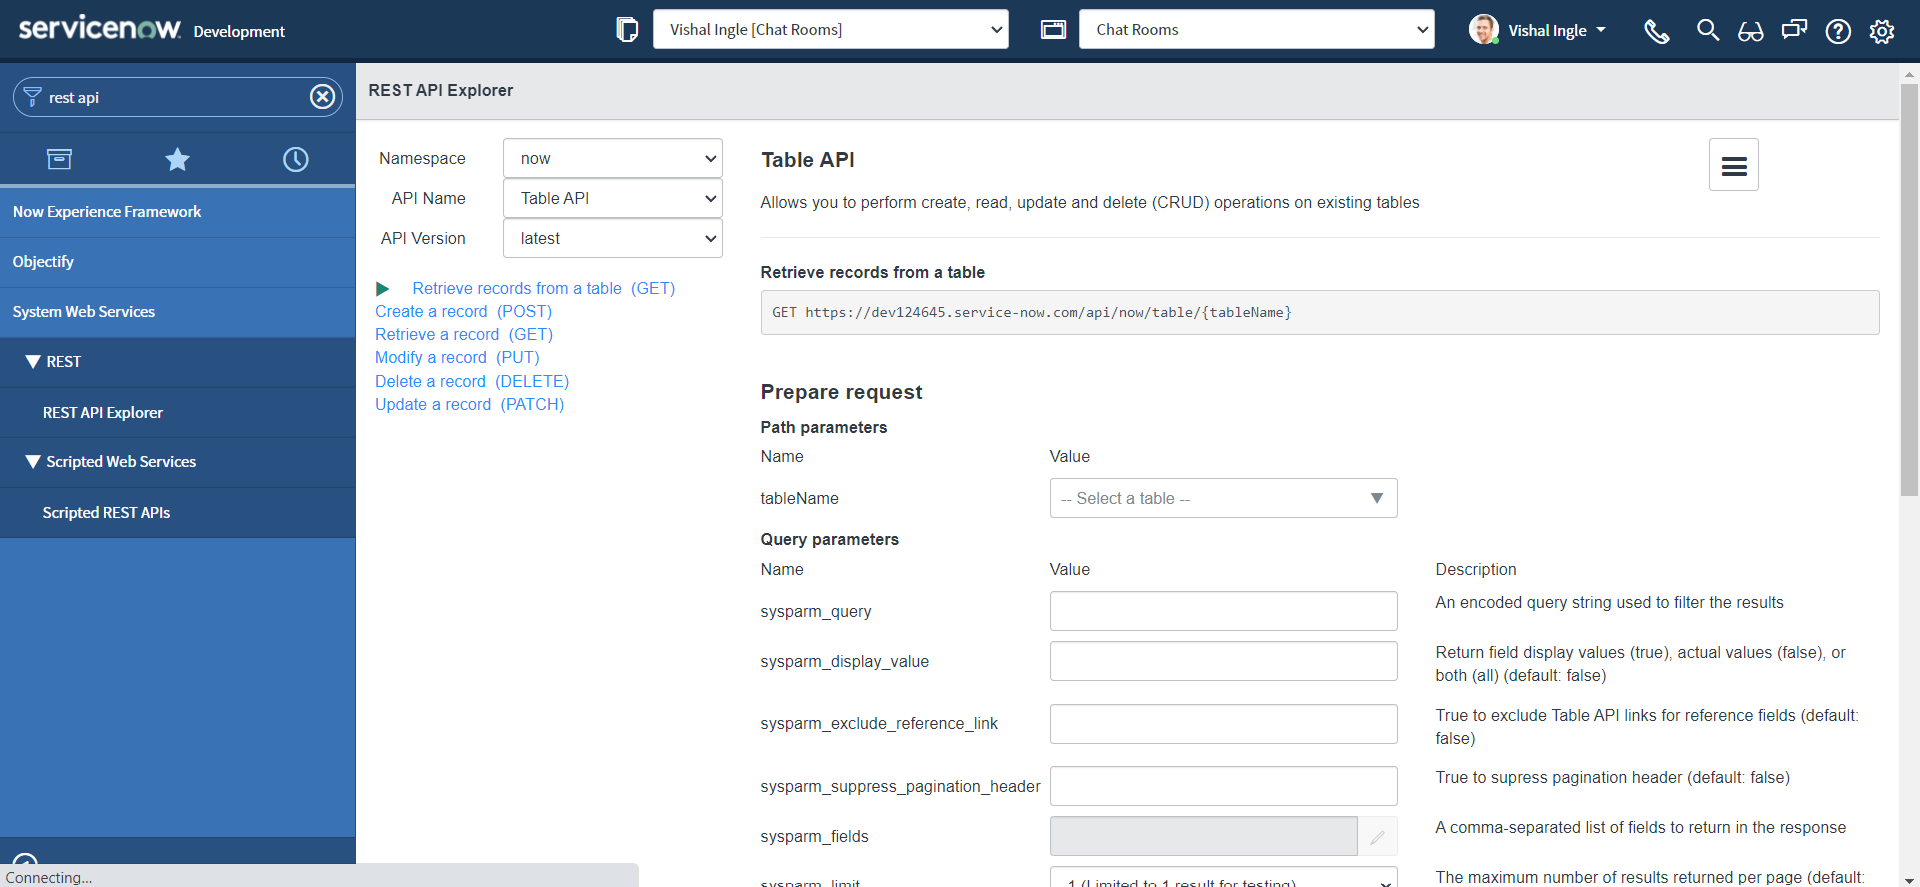 servicenow. Development
Vishal Ingle [Chat Rooms]
Chat Rooms
Vishal Ingle
rest api
Now Experience Framework
Objectify
System Web Services
REST
REST API Explorer
Scripted Web Services
Scripted REST APIs
Connecting...
REST API Explorer
Namespace now
API Name Table API
API Version latest
Retrieve records from a table (GET)
Create a record (POST)
Retrieve a record (GET)
Modify a record (PUT)
Delete a record (DELETE)
Update a record (PATCH)
Table API
Allows you to perform create, read, update and delete (CRUD) operations on existing tables
Retrieve records from a table
GET https://dev124645.service-now.com/api/now/table/{tableName}
Prepare request
Path parameters
Name Value
tableName -- Select a table --
Query parameters
Name Value Description
sysparm_query An encoded query string used to filter the results
sysparm_display_value Return field display values (true), actual values (false), or
both (all) (default: false)
sysparm_exclude_reference_link True to exclude Table API links for reference fields (default:
false)
sysparm_suppress_pagination_header True to supress pagination header (default: false)
sysparm_fields A comma-separated list of fields to return in the response
sysparm_limit 1 (Limited to 1 result for testing) The maximum number of results returned per page (default: